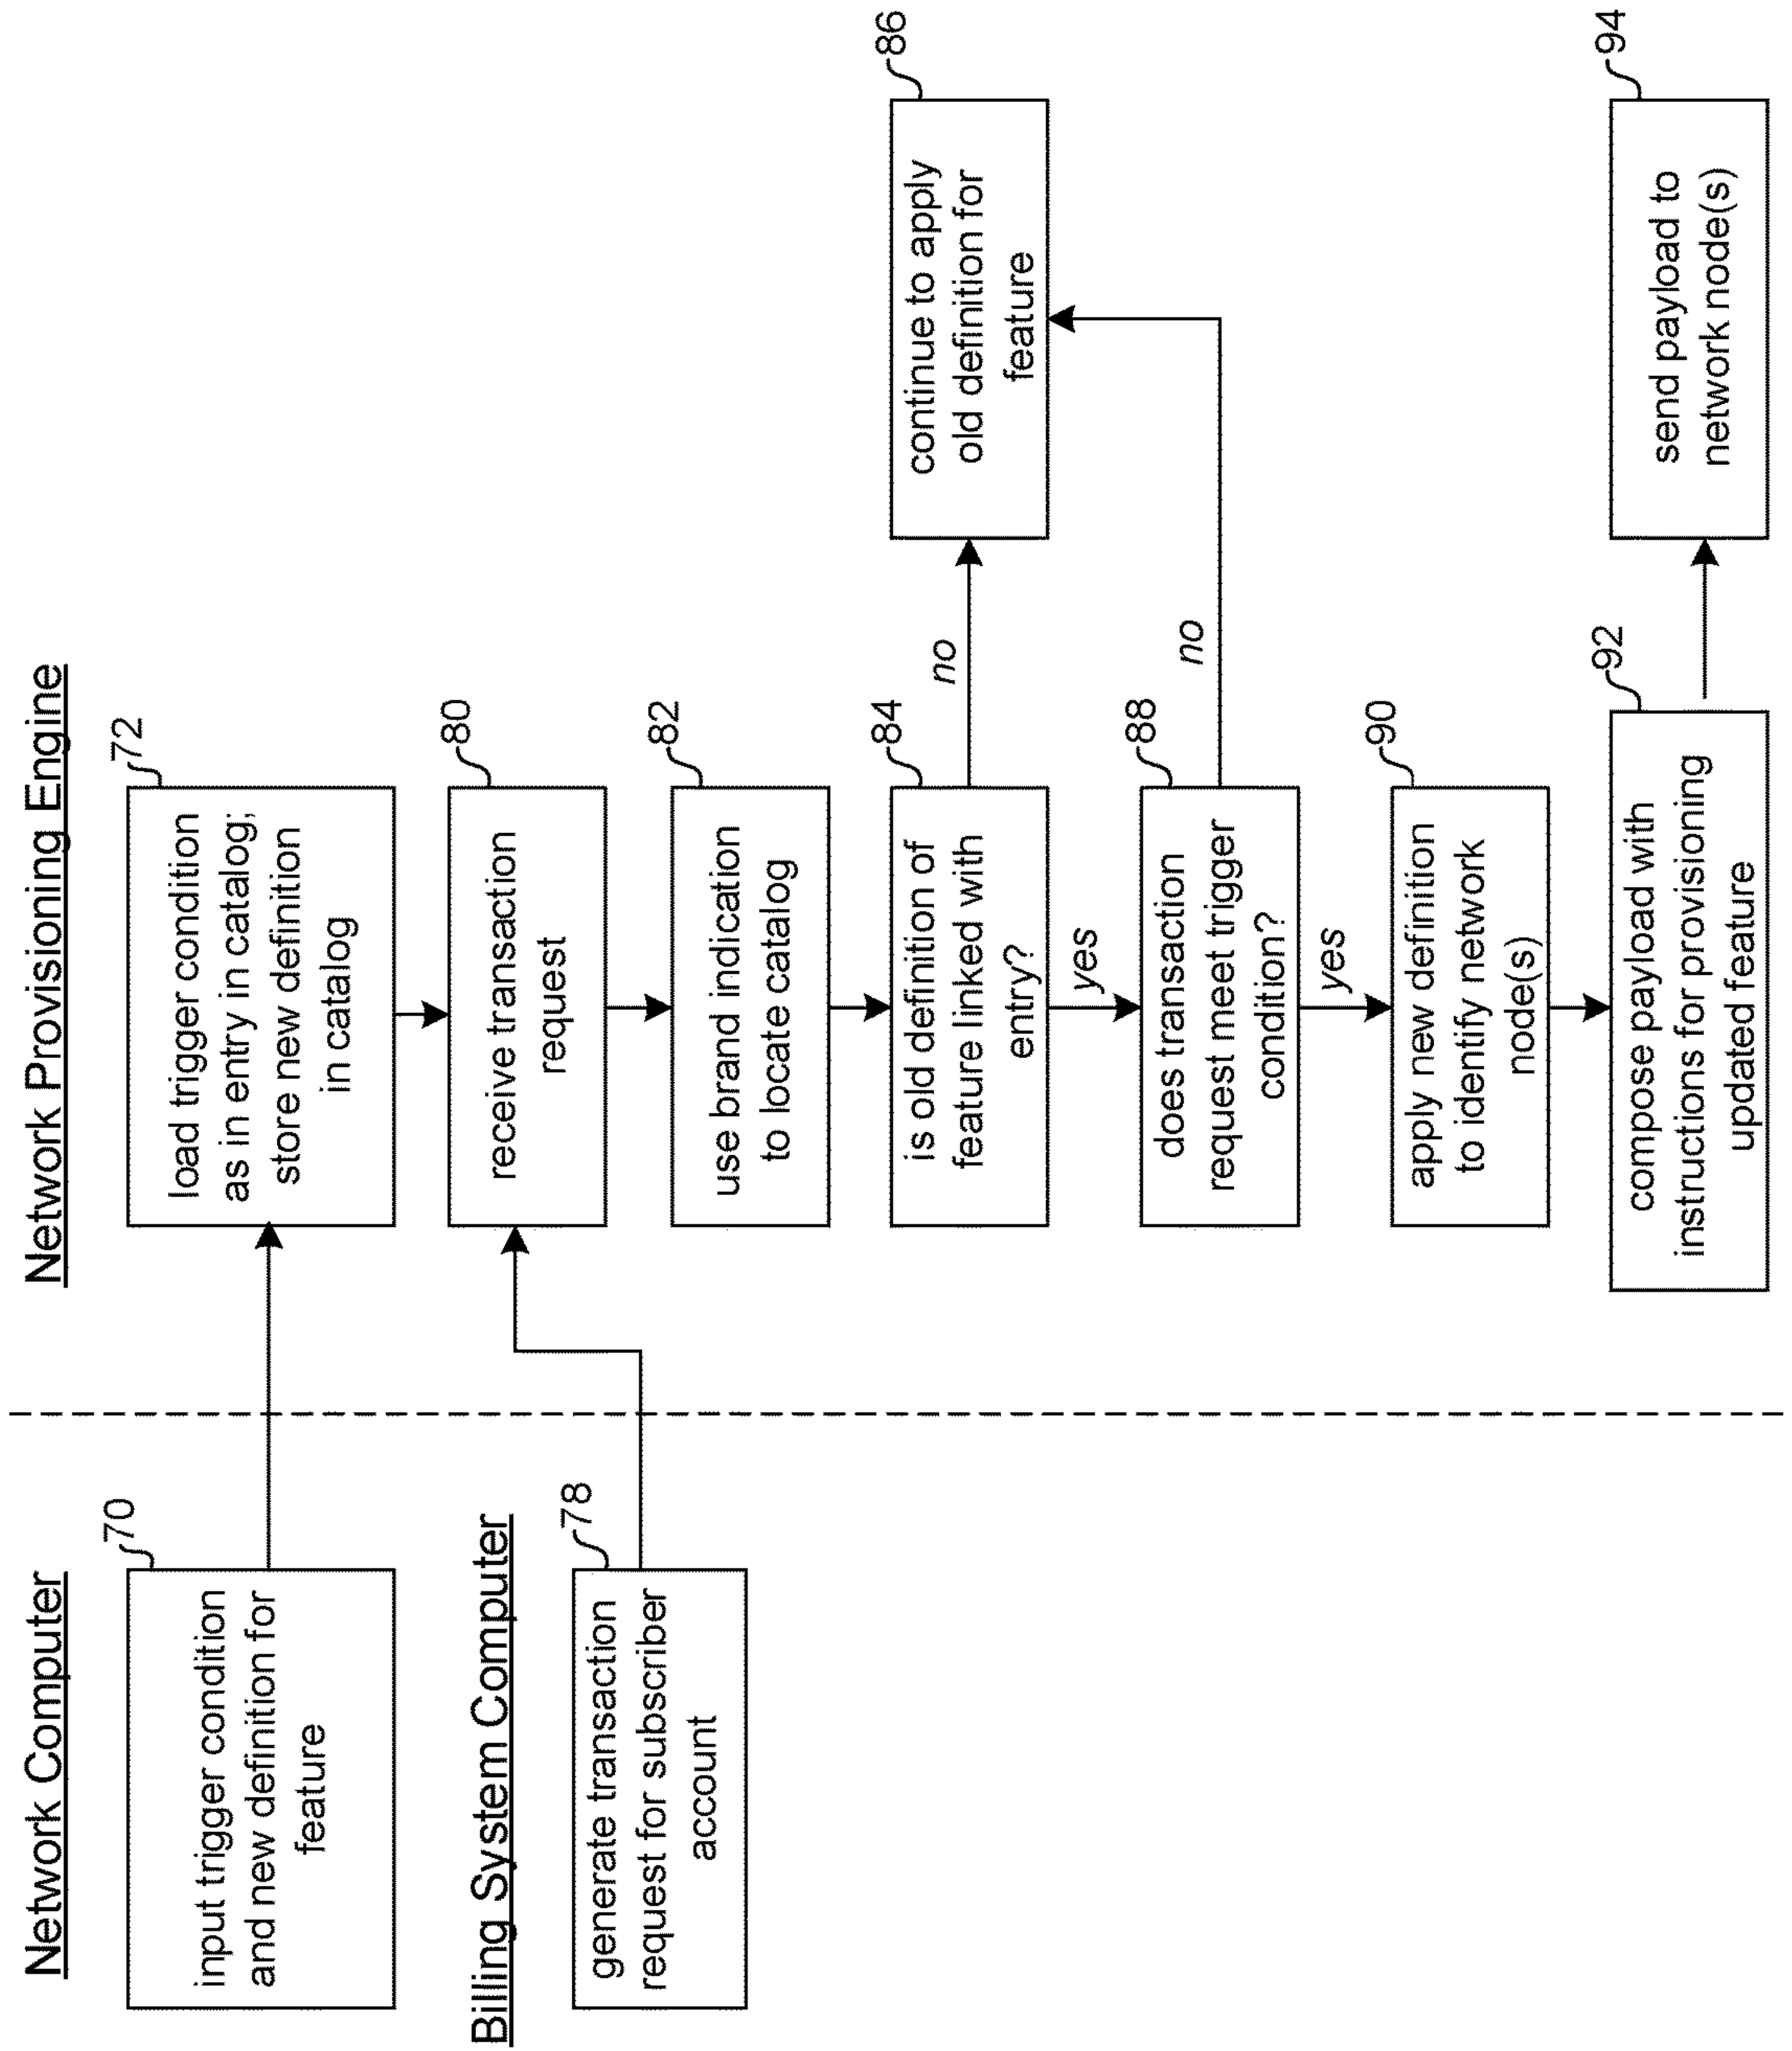 Network Computer
70
input trigger condition
and new definition for
feature
Billing System Computer
78
generate transaction
request for subscriber
account
Network Provisioning Engine
72
load trigger condition
as in entry in catalog;
store new definition
in catalog
80
receive transaction
request
82
use brand indication
to locate catalog
84
is old definition of
feature linked with
entry?
no
86
continue to apply
old definition for
feature
yes
88
does transaction
request meet trigger
condition?
no
yes
90
apply new definition
to identify network
node(s)
92
compose payload with
instructions for provisioning
updated feature
94
send payload to
network node(s)